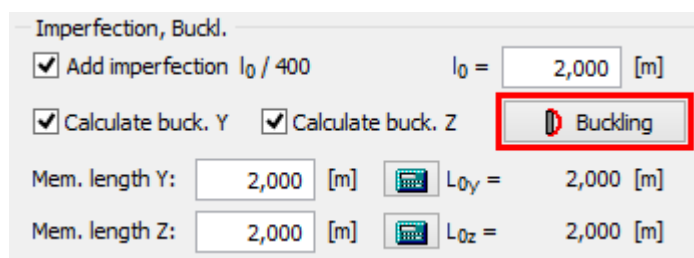 Imperfection, Buckl.
Add imperfection l0 / 400 l0 = 2,000 [m]
Calculate buck. Y Calculate buck. Z Buckling
Mem. length Y: 2,000 [m] L0y = 2,000 [m]
Mem. length Z: 2,000 [m] L0z = 2,000 [m]